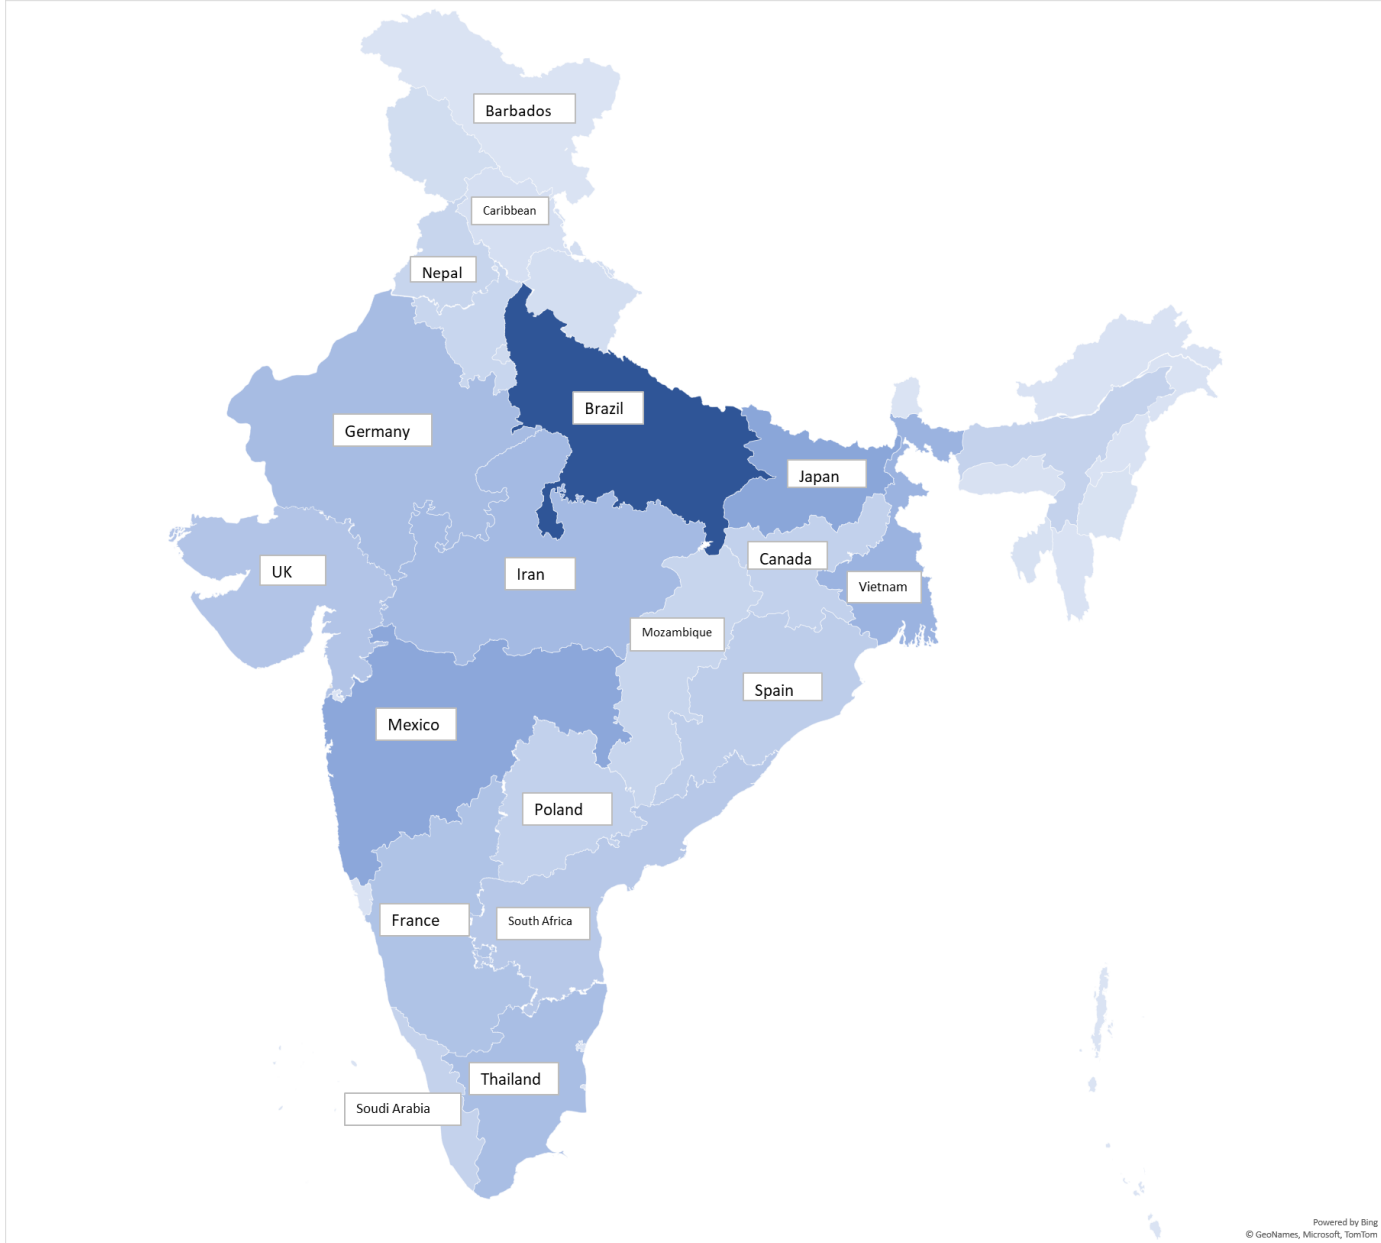 Barbados
Caribbean
Nepal
Brazil
Germany
Japan
Canada
UK
Iran
Vietnam
Mozambique
Spain
Mexico
Poland
France
South Africa
Thailand
Soudi Arabia
Powered by Bing
© GeoNames, Microsoft, TomTom